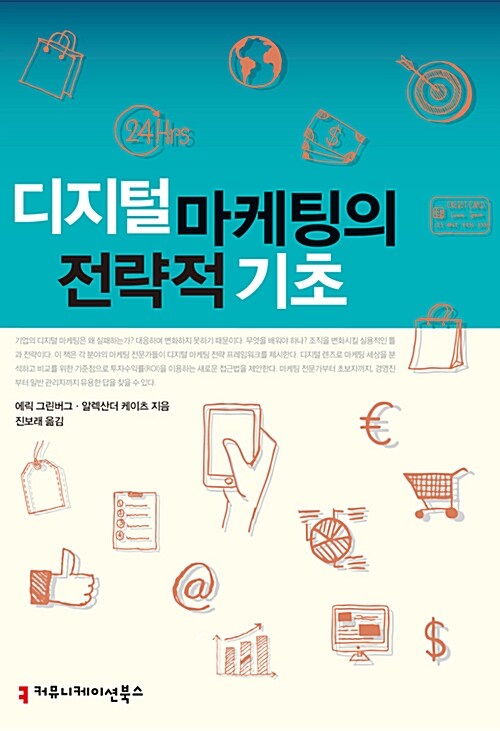 24Hrs
디지털 마케팅의
전략적 기초
기업의 디지털 마케팅은 왜 실패하는가? 대응하며 변화하지 못하기 때문이다. 무엇을 배워야 하나? 조직을 변화시킬 실용적인 틀
과 전략이다. 이 책은 각 분야의 마케팅 전문가들이 디지털 마케팅 전략 프레임워크를 제시한다. 디지털 렌즈로 마케팅 세상을 분
석하고 비교를 위한 기준점으로 투자수익률(ROI)을 이용하는 새로운 접근법을 제안한다. 마케팅 전문가부터 초보자까지, 경영진
부터 일반 관리자까지 유용한 답을 찾을 수 있다.
에릭 그린버그 · 알렉산더 케이츠 지음
진보래 옮김
€
@
$
커뮤니케이션북스